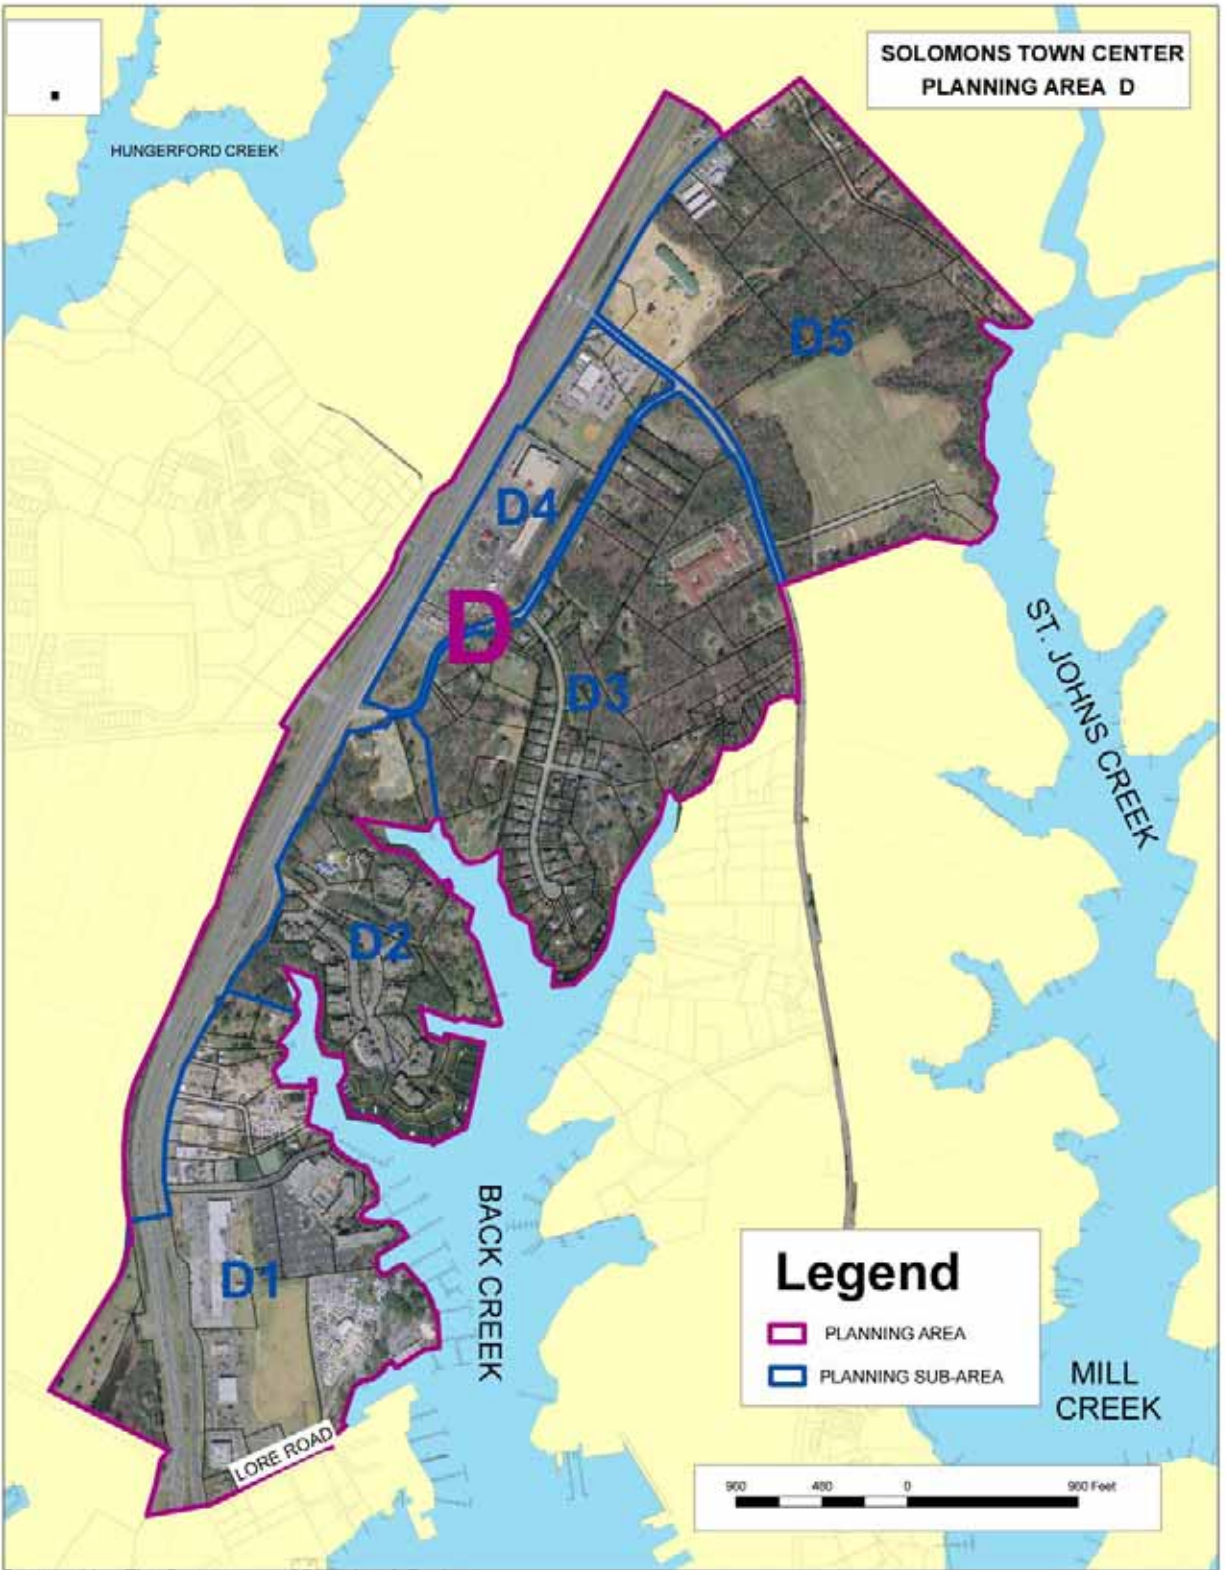 SOLOMONS TOWN CENTER
PLANNING AREA D
HUNGERFORD CREEK
D5
D4
D
D3
ST. JOHNS CREEK
D2
BACK CREEK
D1
LORE ROAD
Legend
PLANNING AREA
PLANNING SUB-AREA
MILL
CREEK
960 480 0 960 Feet